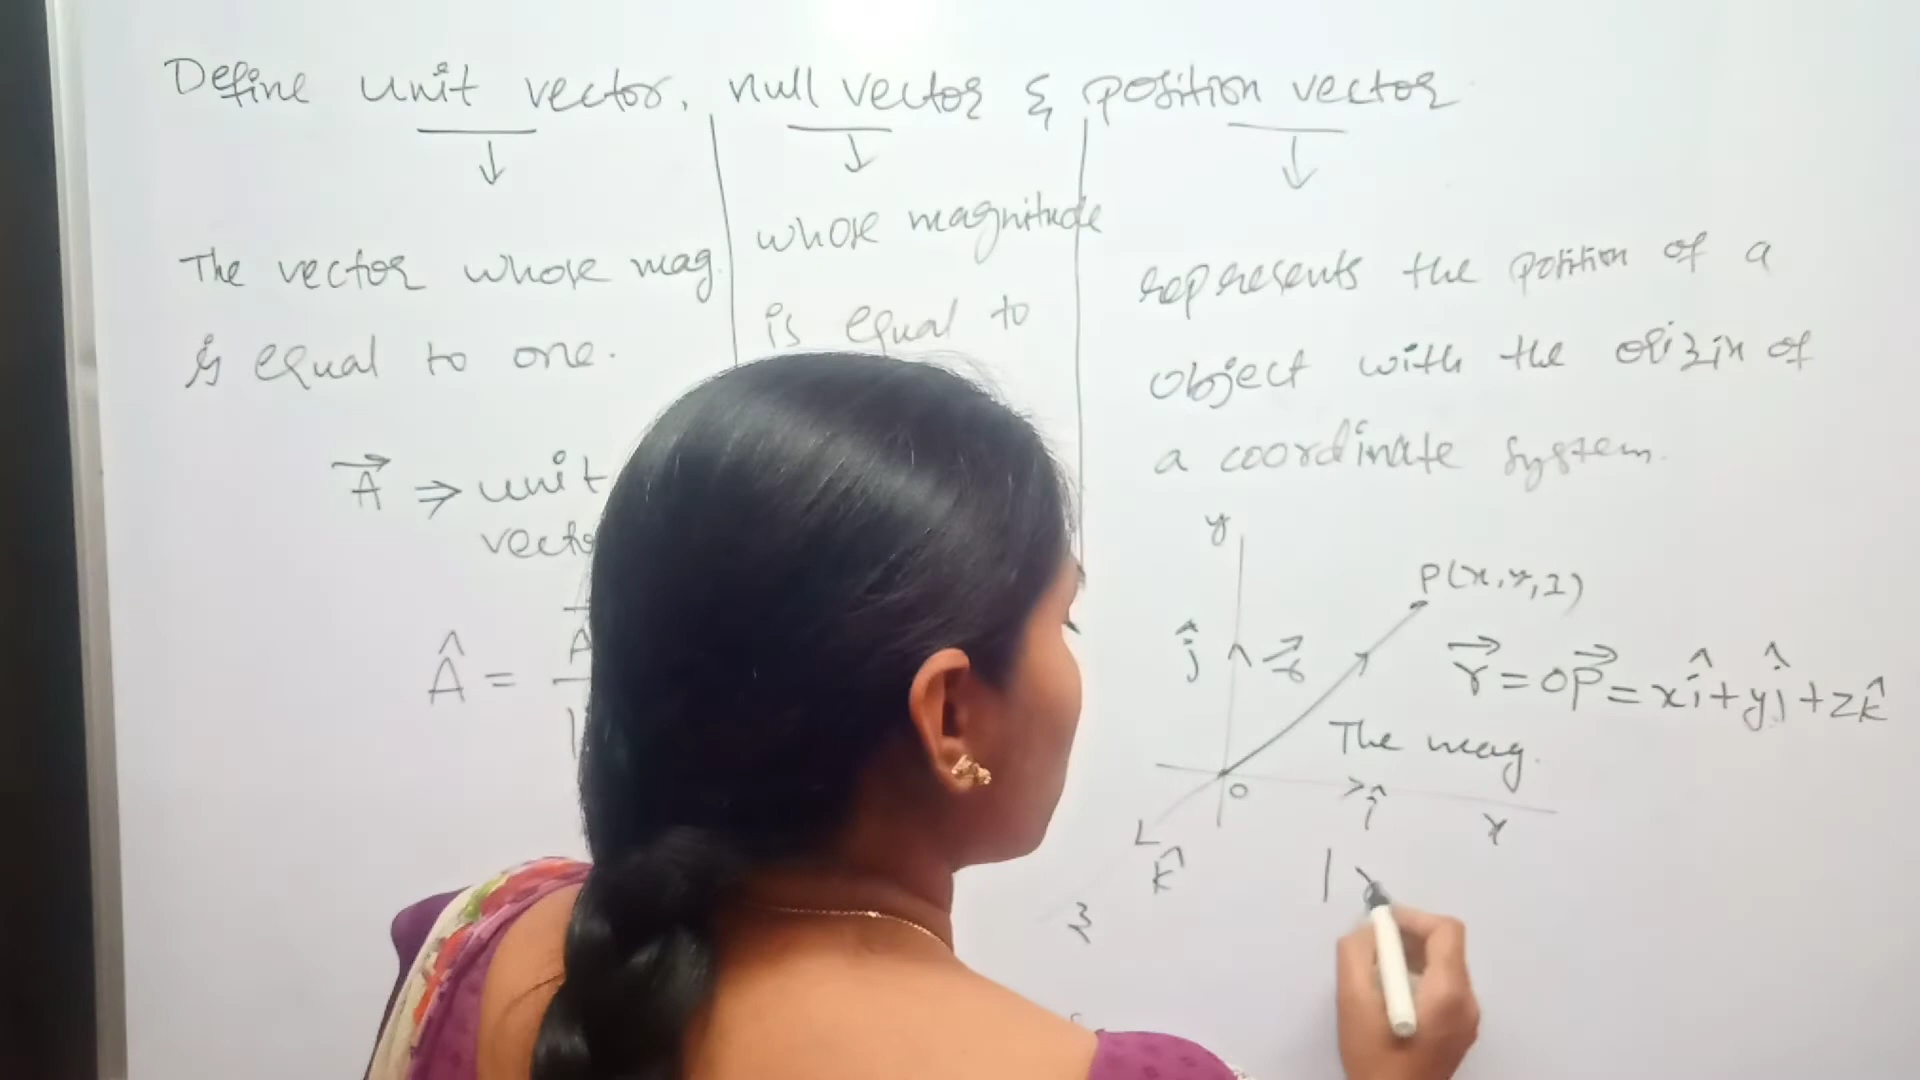 Define unit vector, null vector & position vector
The vector whose mag.
is equal to one.
A⃗ ⇒ unit
Â =
whose magnitude
is equal to
represents the position of a
object with the origin of
a coordinate system.
y
P(x,y,z)
ĵ
r⃗
r⃗ = OP⃗ = xî+yĵ+zk̂
The mag.
O
î
x
k̂